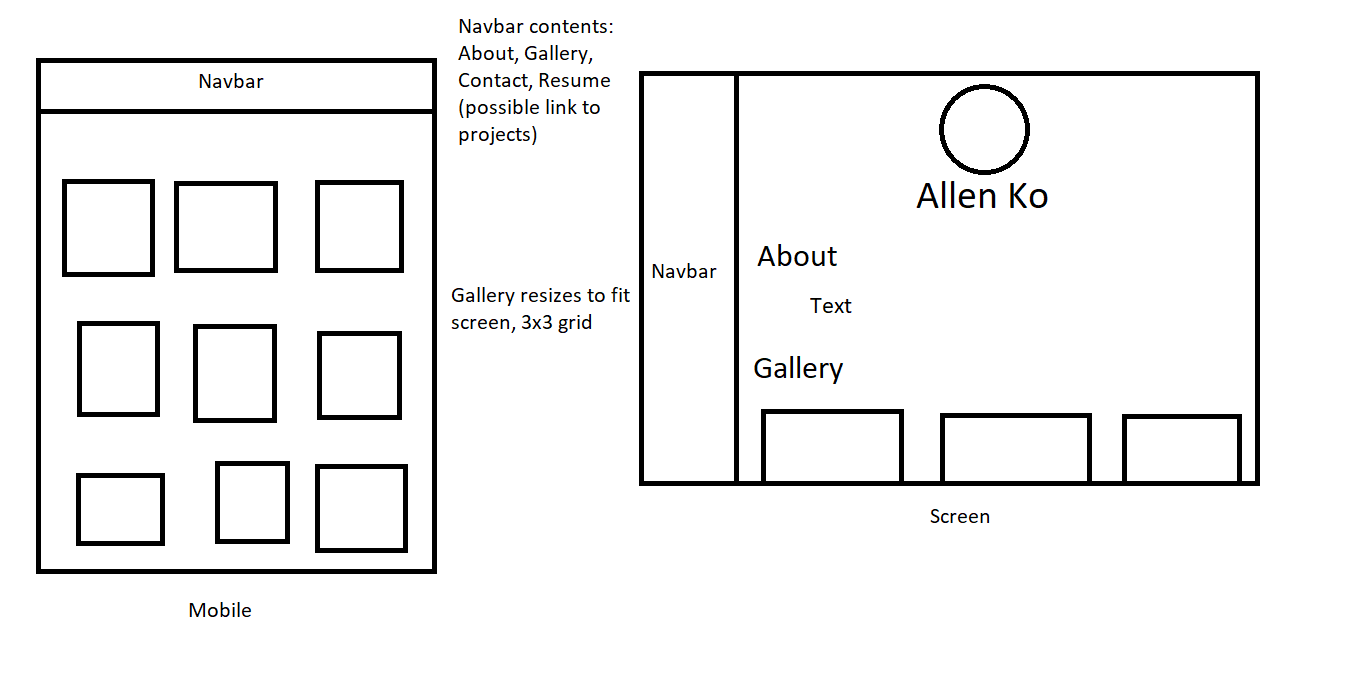 Navbar
Mobile
Navbar contents:
About, Gallery,
Contact, Resume
(possible link to
projects)
Gallery resizes to fit
screen, 3x3 grid
Navbar
Allen Ko
About
Text
Gallery
Screen